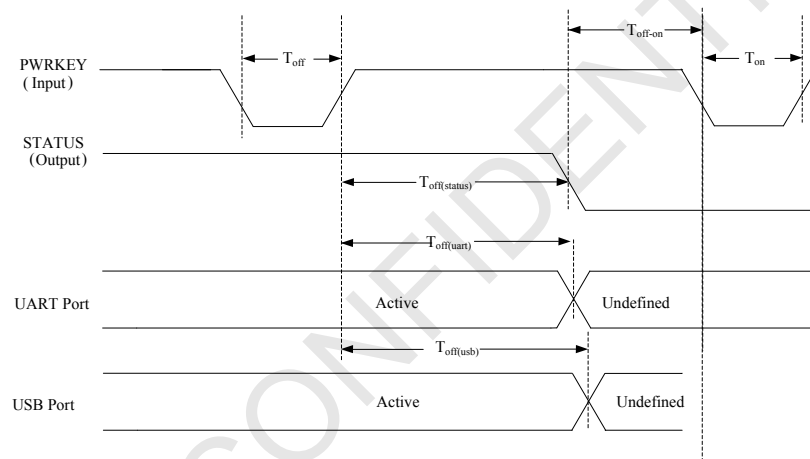 T_off-on
PWRKEY
( Input )
T_off
T_on
STATUS
(Output)
T_off(status)
T_off(uart)
UART Port
Active
Undefined
T_off(usb)
USB Port
Active
Undefined
CONFIDENT